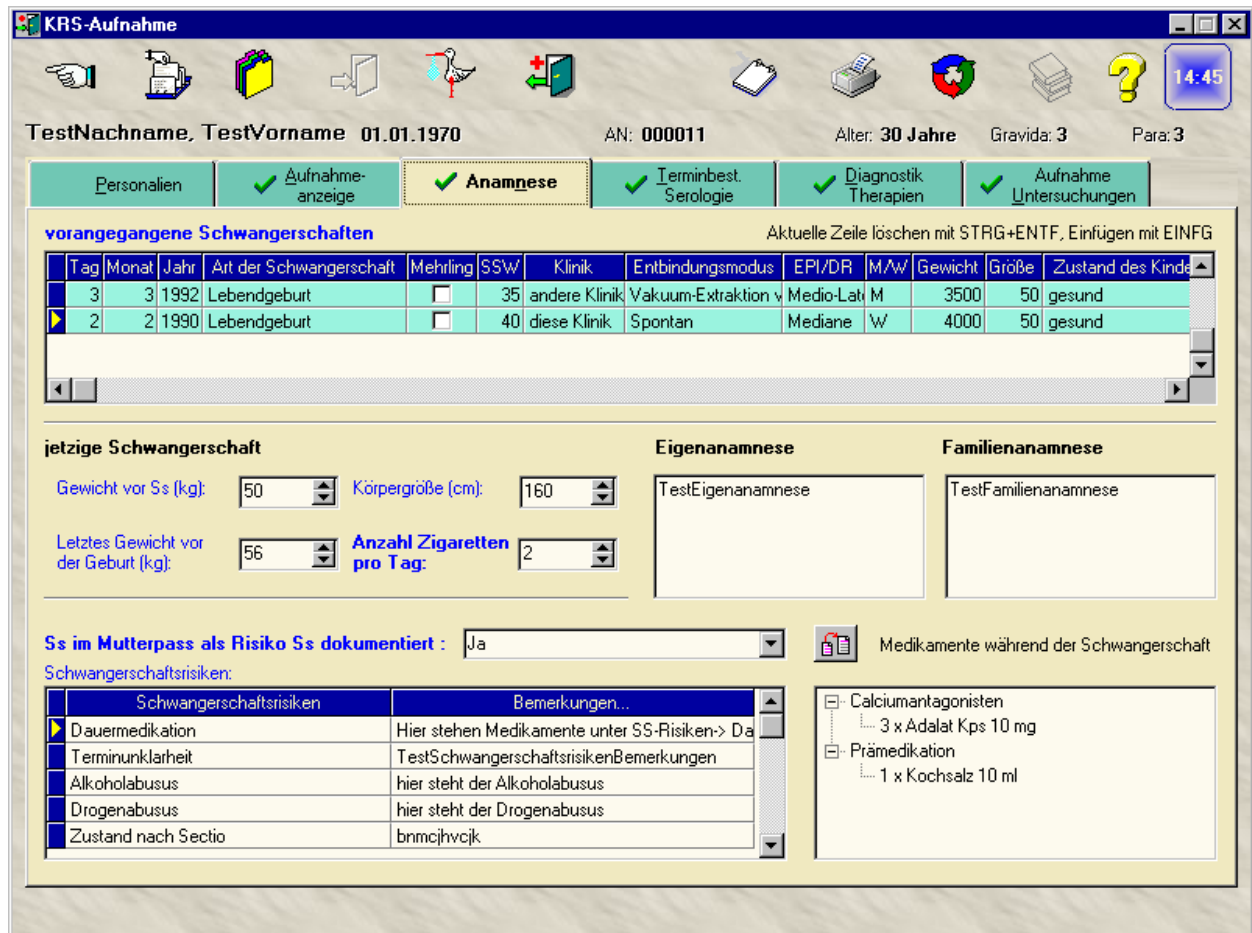 KRS-Aufnahme
14:45
TestNachname, TestVorname 01.01.1970 AN: 000011 Alter: 30 Jahre Gravida: 3 Para: 3
Personalien
Aufnahme-
anzeige
Anamnese
Terminbest.
Serologie
Diagnostik
Therapien
Aufnahme
Untersuchungen
vorangegangene Schwangerschaften Aktuelle Zeile löschen mit STRG+ENTF, Einfügen mit EINFG
Tag Monat Jahr Art der Schwangerschaft Mehrling SSW Klinik Entbindungsmodus EPI/DR M/W Gewicht Größe Zustand des Kinde
3 3 1992 Lebendgeburt 35 andere Klinik Vakuum-Extraktion v Medio-Late M 3500 50 gesund
2 2 1990 Lebendgeburt 40 diese Klinik Spontan Mediane W 4000 50 gesund
jetzige Schwangerschaft
Gewicht vor Ss (kg): 50 Körpergröße (cm): 160
Letztes Gewicht vor
der Geburt (kg): 56
Anzahl Zigaretten
pro Tag: 2
Eigenanamnese
TestEigenanamnese
Familienanamnese
TestFamilienanamnese
Ss im Mutterpass als Risiko Ss dokumentiert : Ja
Schwangerschaftsrisiken:
Schwangerschaftsrisiken Bemerkungen...
Dauermedikation Hier stehen Medikamente unter SS-Risiken-> Da
Terminunklarheit TestSchwangerschaftsrisikenBemerkungen
Alkoholabusus hier steht der Alkoholabusus
Drogenabusus hier steht der Drogenabusus
Zustand nach Sectio bnmcjhvcjk
Medikamente während der Schwangerschaft
Calciumantagonisten
3 x Adalat Kps 10 mg
Prämedikation
1 x Kochsalz 10 ml